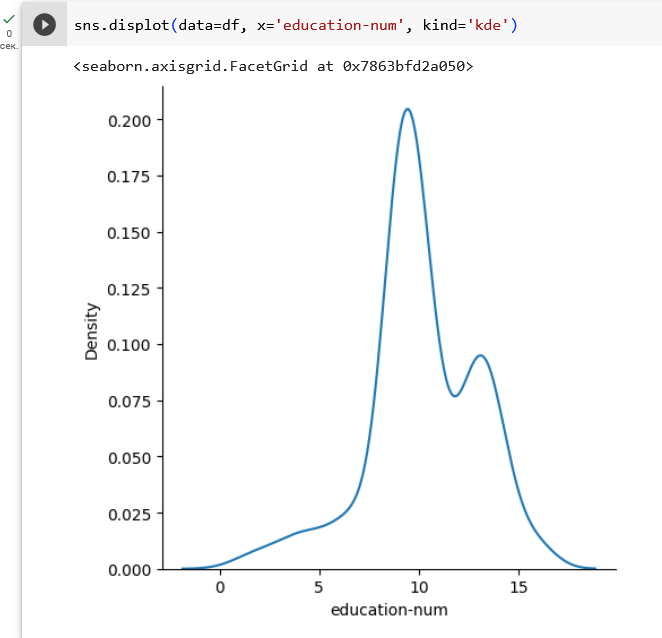 0
сек.
sns.displot(data=df, x='education-num', kind='kde')
<seaborn.axisgrid.FacetGrid at 0x7863bfd2a050>
0.200
0.175
0.150
0.125
0.100
0.075
0.050
0.025
0.000
Density
0 5 10 15
education-num